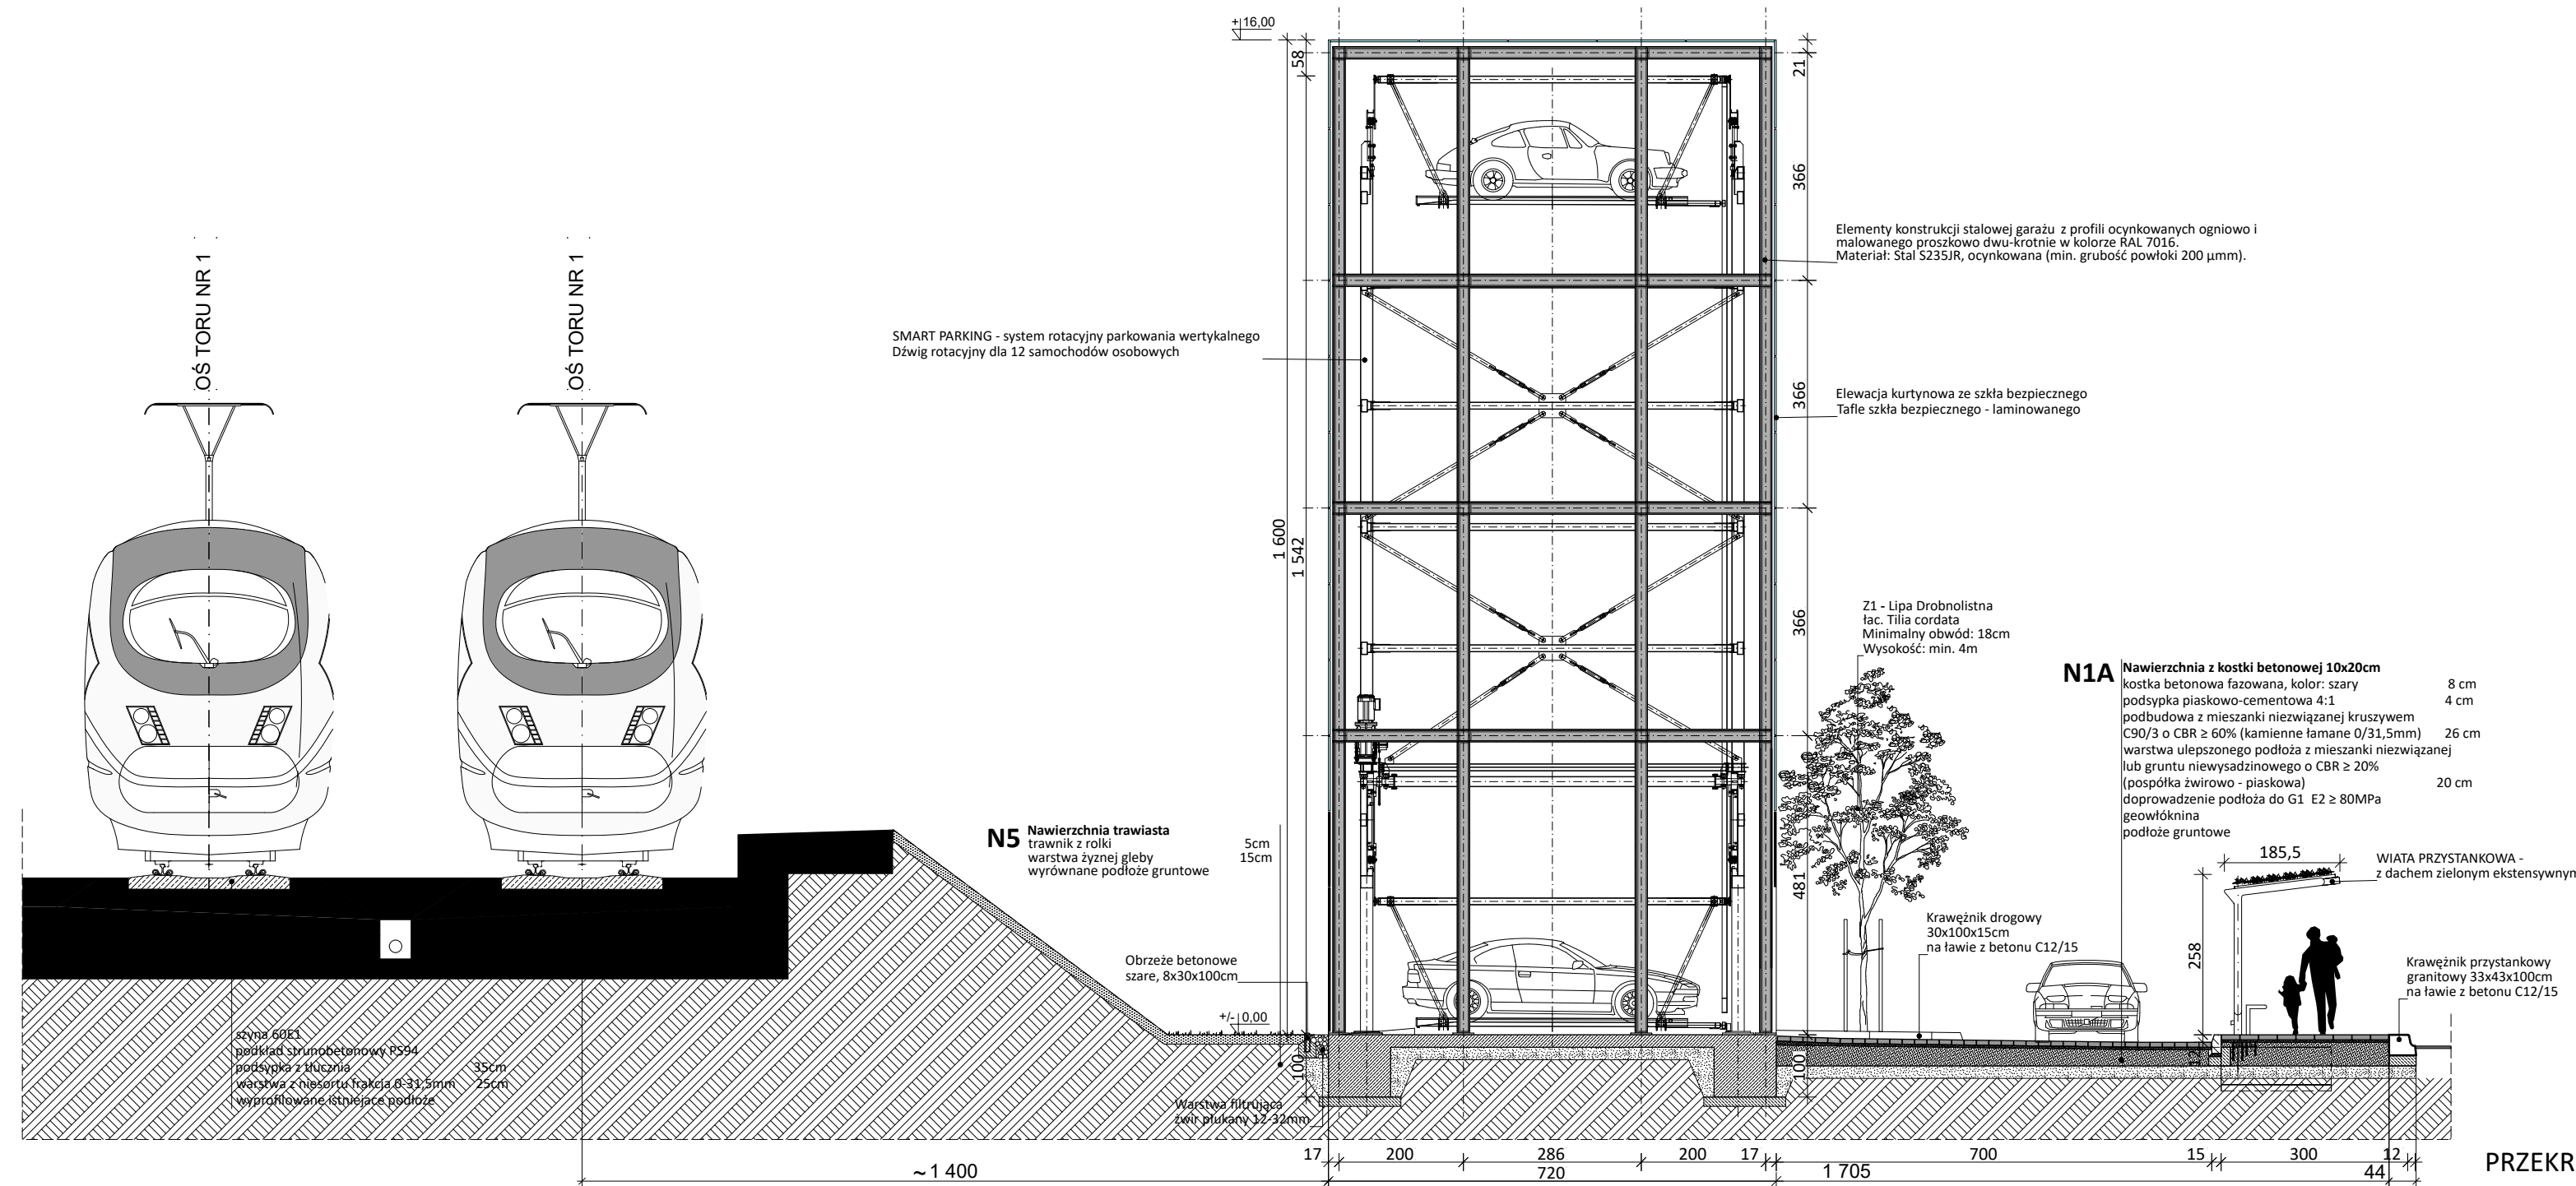 +16,00
58
21
OŚ TORU NR 1
OŚ TORU NR 1
366
Elementy konstrukcji stalowej garażu z profili ocynkowanych ogniowo i
malowanego proszkowo dwu-krotnie w kolorze RAL 7016.
Materiał: Stal S235JR, ocynkowana (min. grubość powłoki 200 μmm).
SMART PARKING - system rotacyjny parkowania wertykalnego
Dźwig rotacyjny dla 12 samochodów osobowych
366
Elewacja kurtynowa ze szkła bezpiecznego
Tafle szkła bezpiecznego - laminowanego
1 600
1 542
366
Z1 - Lipa Drobnolistna
łac. Tilia cordata
Minimalny obwód: 18cm
Wysokość: min. 4m
N1A Nawierzchnia z kostki betonowej 10x20cm
kostka betonowa fazowana, kolor: szary 8 cm
podsypka piaskowo-cementowa 4:1 4 cm
podbudowa z mieszanki niezwiązanej kruszywem
C90/3 o CBR ≥ 60% (kamienne łamane 0/31,5mm) 26 cm
warstwa ulepszonego podłoża z mieszanki niezwiązanej
lub gruntu niewysadzinowego o CBR ≥ 20%
(pospółka żwirowo - piaskowa) 20 cm
doprowadzenie podłoża do G1 E2 ≥ 80MPa
geowłóknina
podłoże gruntowe
N5 Nawierzchnia trawiasta
trawnik z rolki 5cm
warstwa żyznej gleby 15cm
wyrównane podłoże gruntowe
481
185,5
WIATA PRZYSTANKOWA -
z dachem zielonym ekstensywnym
258
Krawężnik drogowy
30x100x15cm
na ławie z betonu C12/15
Obrzeże betonowe
szare, 8x30x100cm
Krawężnik przystankowy
granitowy 33x43x100cm
na ławie z betonu C12/15
+/- 0,00
szyna 60E1
podkład strunobetonowy PS94
podsypka z tłucznia 35cm
warstwa z niesortu frakcja 0-31,5mm 25cm
wyprofilowane istniejace podłoże
100
100
12
Warstwa filtrująca
żwir płukany 12-32mm
17 200 286 200 17 700 15 300 12
~1 400 720 1 705 44
PRZEKR